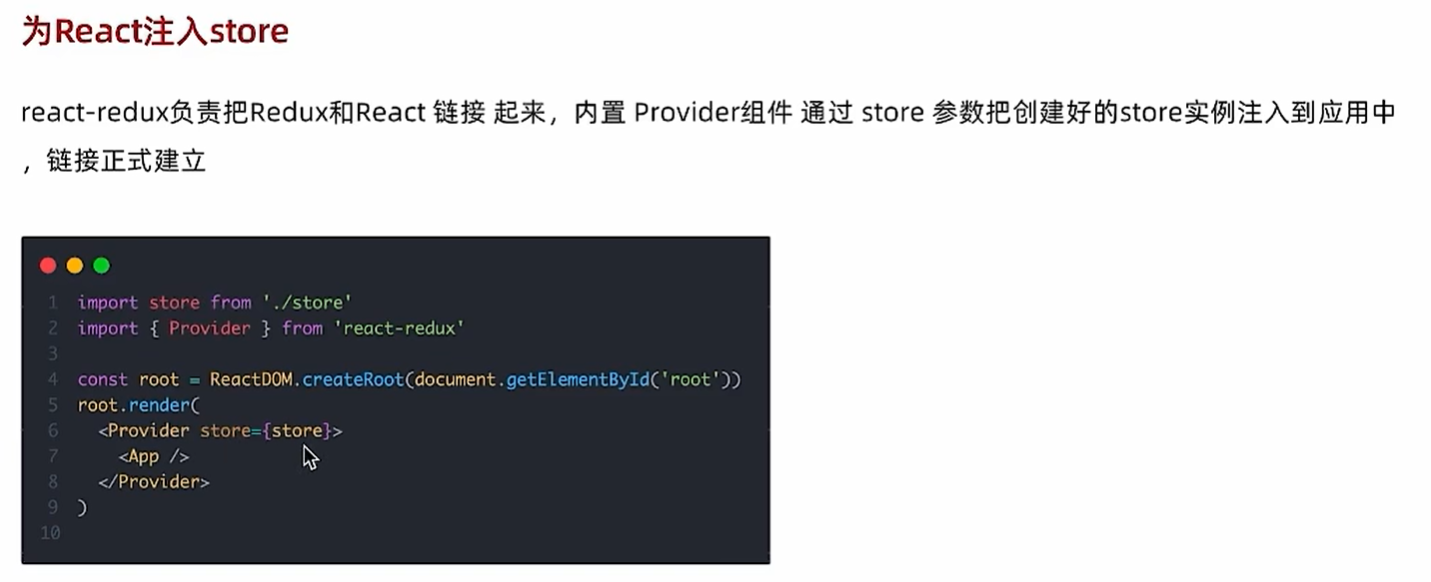 为React注入store
react-redux负责把Redux和React 链接 起来，内置 Provider组件 通过 store 参数把创建好的store实例注入到应用中
，链接正式建立
1 import store from './store'
2 import { Provider } from 'react-redux'
3
4 const root = ReactDOM.createRoot(document.getElementById('root'))
5 root.render(
6   <Provider store={store}>
7     <App />
8   </Provider>
9 )
10